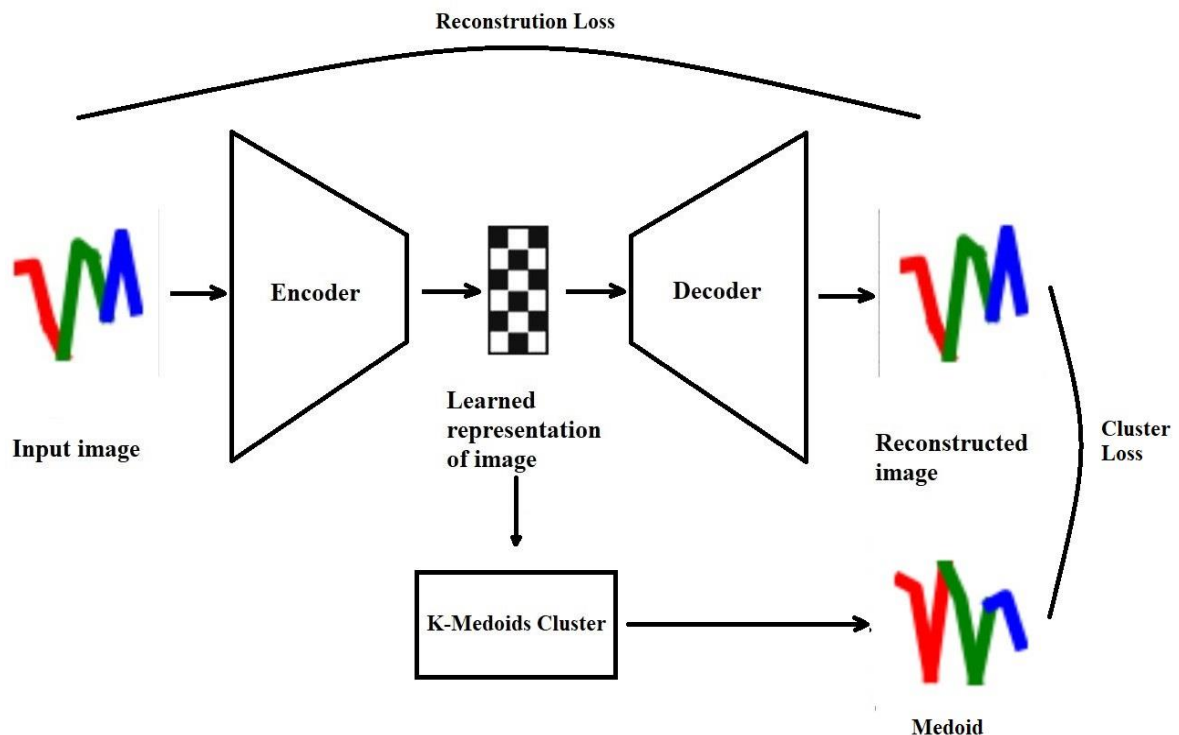 Reconstrution Loss
Encoder
Decoder
Input image
Learned
representation
of image
Reconstructed
image
Cluster
Loss
K-Medoids Cluster
Medoid